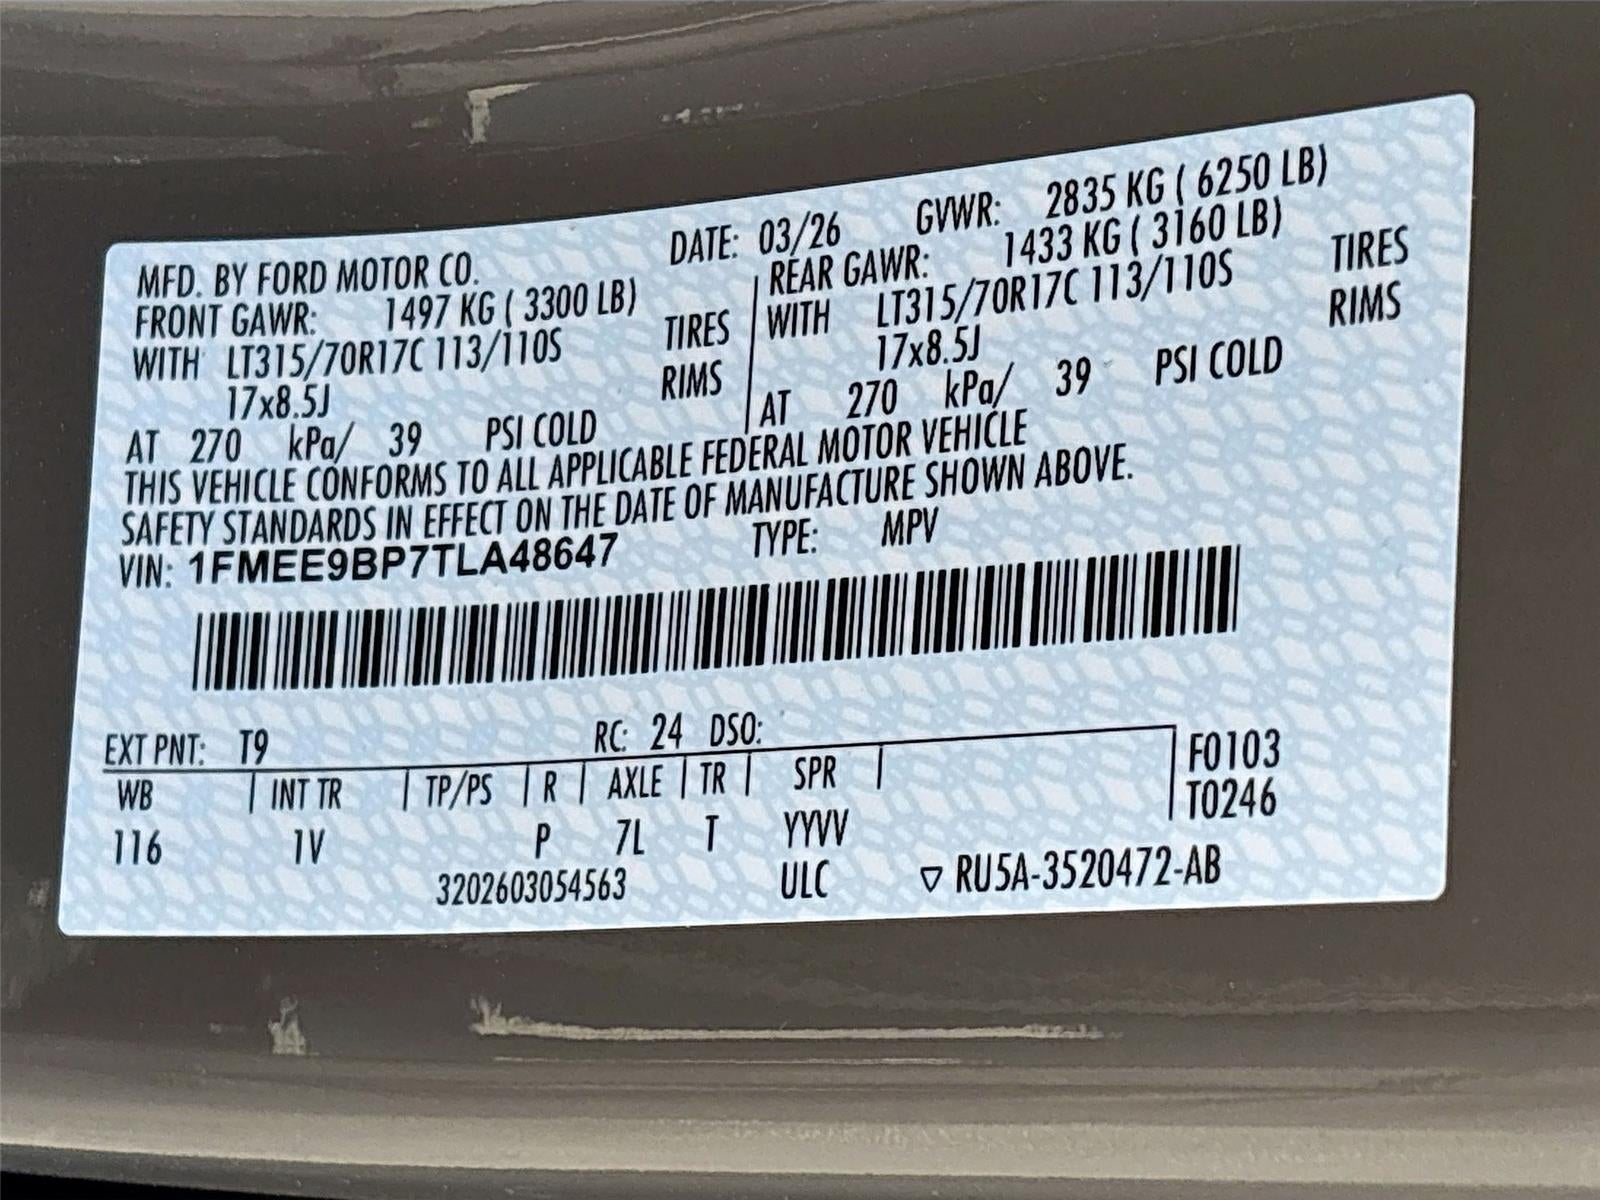 MFD. BY FORD MOTOR CO. DATE: 03/26 GVWR: 2835 KG ( 6250 LB)
FRONT GAWR: 1497 KG ( 3300 LB)
WITH LT315/70R17C 113/110S TIRES
17x8.5J RIMS
AT 270 kPa/ 39 PSI COLD
REAR GAWR: 1433 KG ( 3160 LB)
WITH LT315/70R17C 113/110S TIRES
17x8.5J RIMS
AT 270 kPa/ 39 PSI COLD
THIS VEHICLE CONFORMS TO ALL APPLICABLE FEDERAL MOTOR VEHICLE
SAFETY STANDARDS IN EFFECT ON THE DATE OF MANUFACTURE SHOWN ABOVE.
VIN: 1FMEE9BP7TLA48647 TYPE: MPV
EXT PNT: T9 RC: 24 DSO:
WB INT TR TP/PS R AXLE TR SPR F0103
T0246
116 1V P 7L T YYVV
3202603054563 ULC ▽ RU5A-3520472-AB